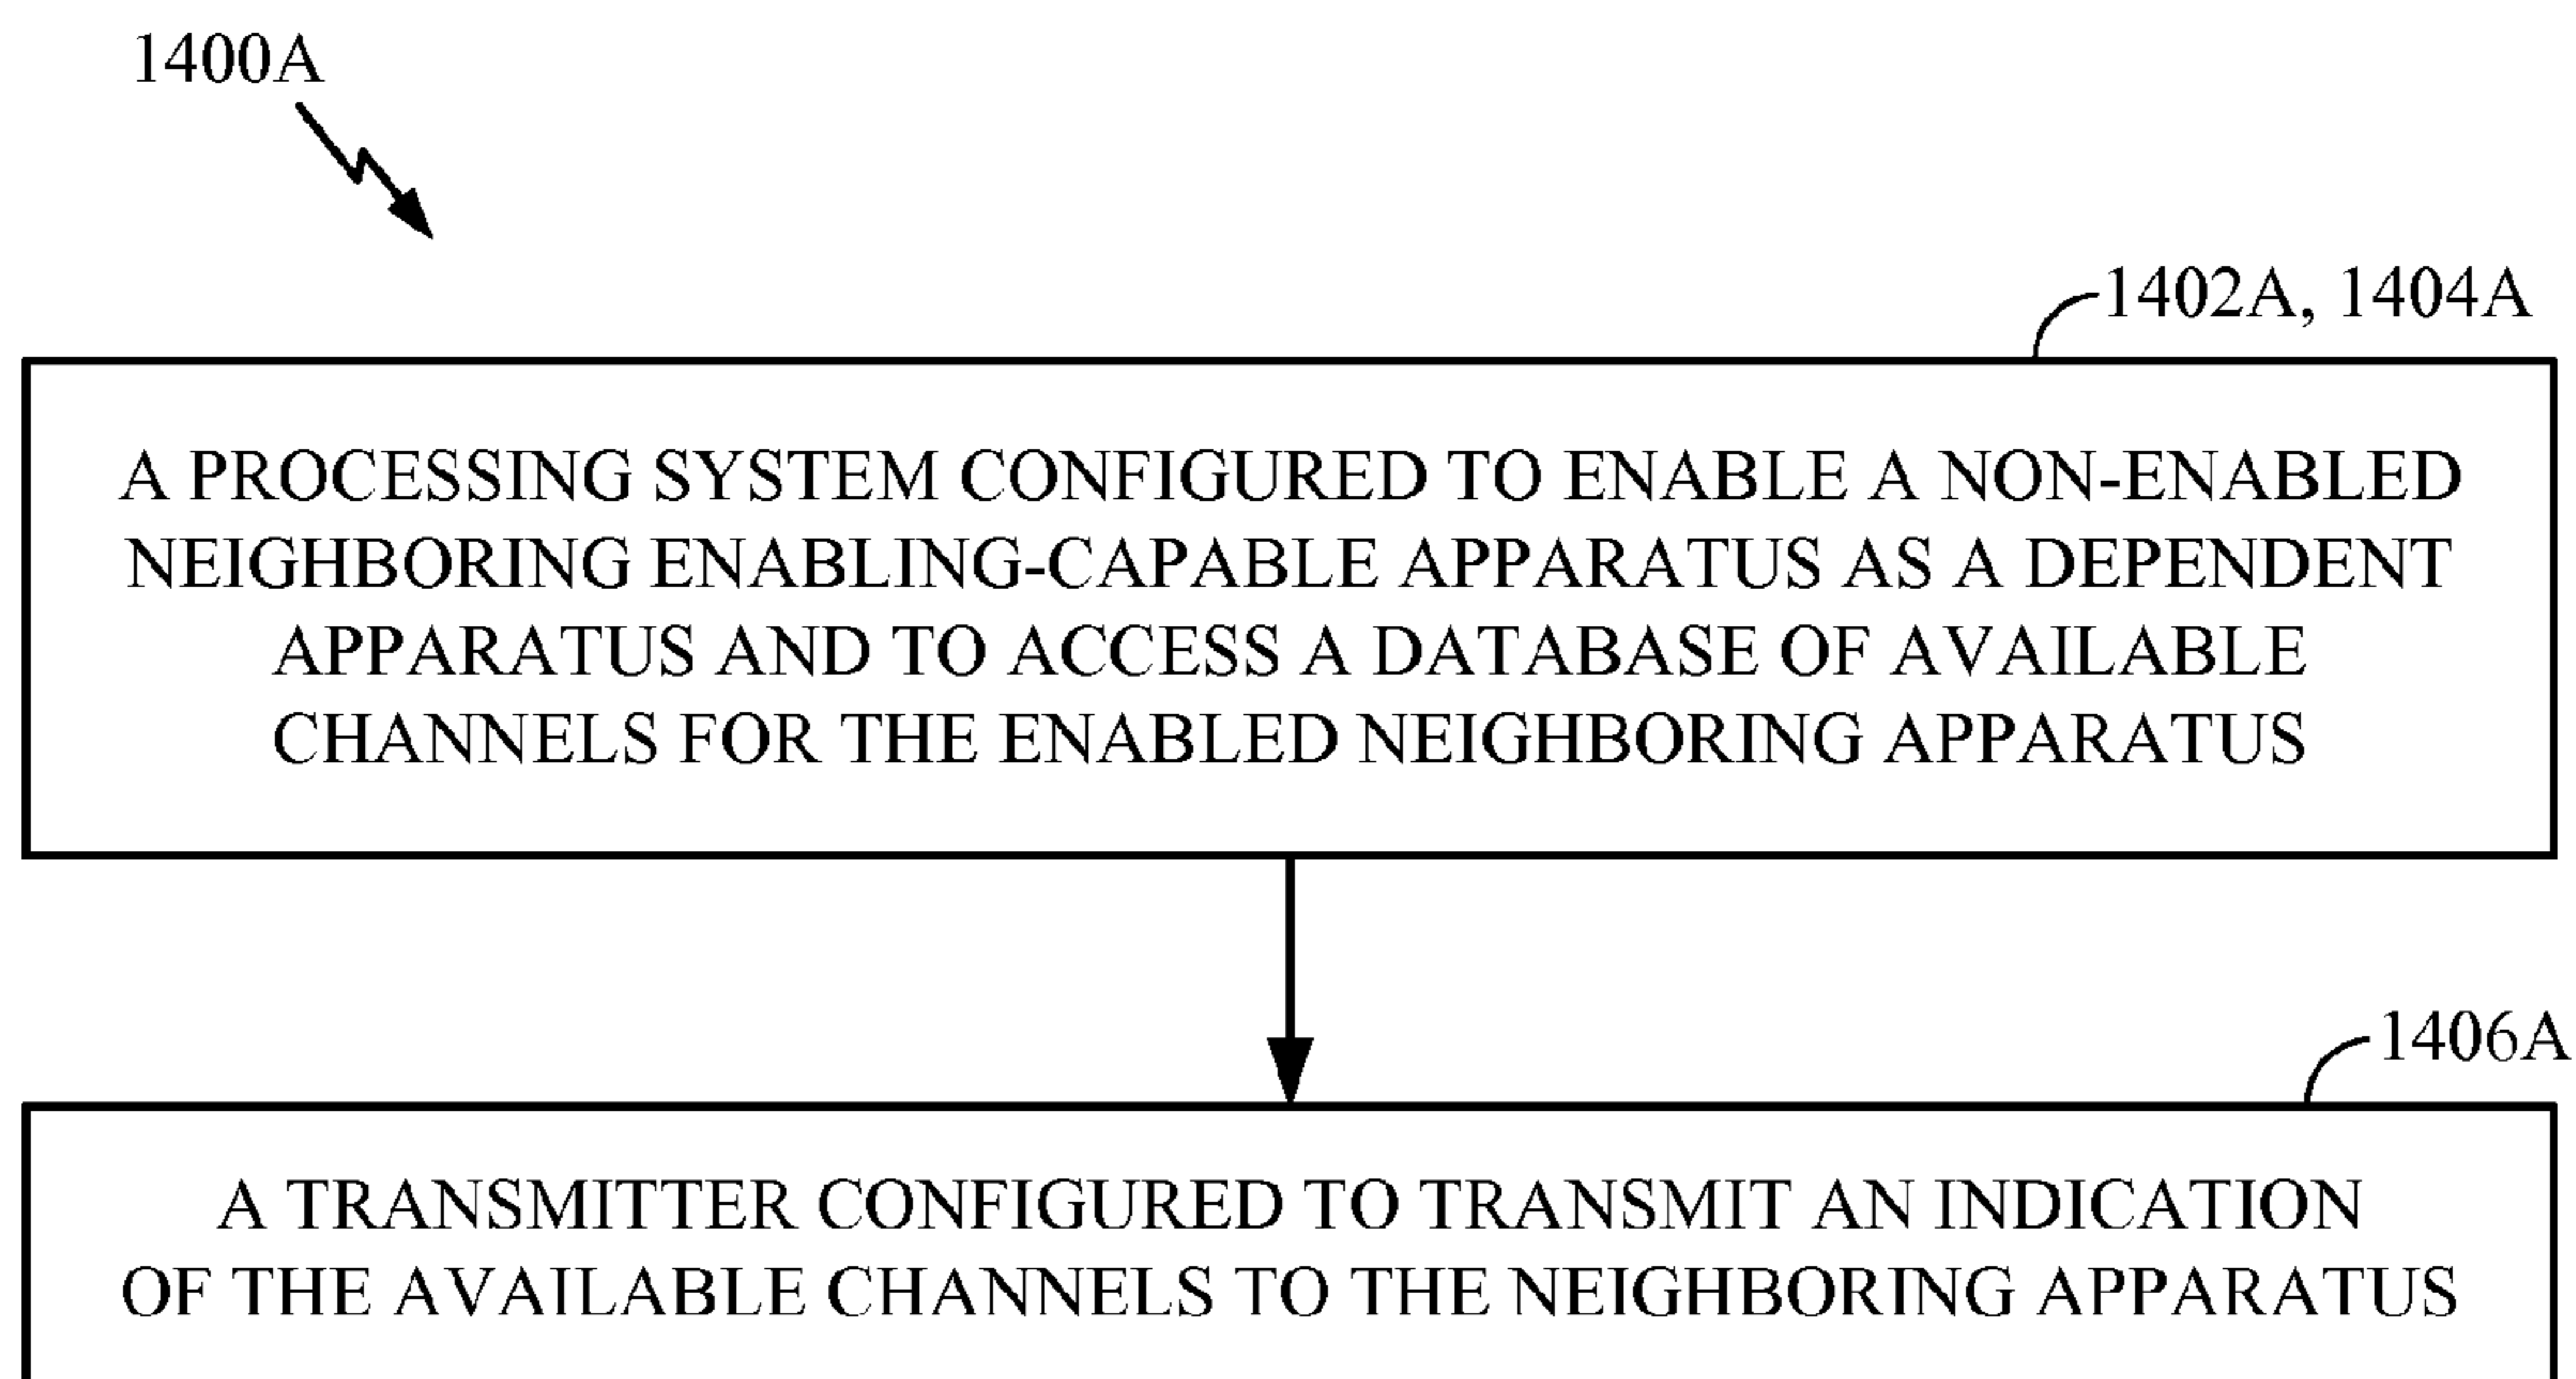 1400A
1402A, 1404A
A PROCESSING SYSTEM CONFIGURED TO ENABLE A NON-ENABLED
NEIGHBORING ENABLING-CAPABLE APPARATUS AS A DEPENDENT
APPARATUS AND TO ACCESS A DATABASE OF AVAILABLE
CHANNELS FOR THE ENABLED NEIGHBORING APPARATUS
1406A
A TRANSMITTER CONFIGURED TO TRANSMIT AN INDICATION
OF THE AVAILABLE CHANNELS TO THE NEIGHBORING APPARATUS